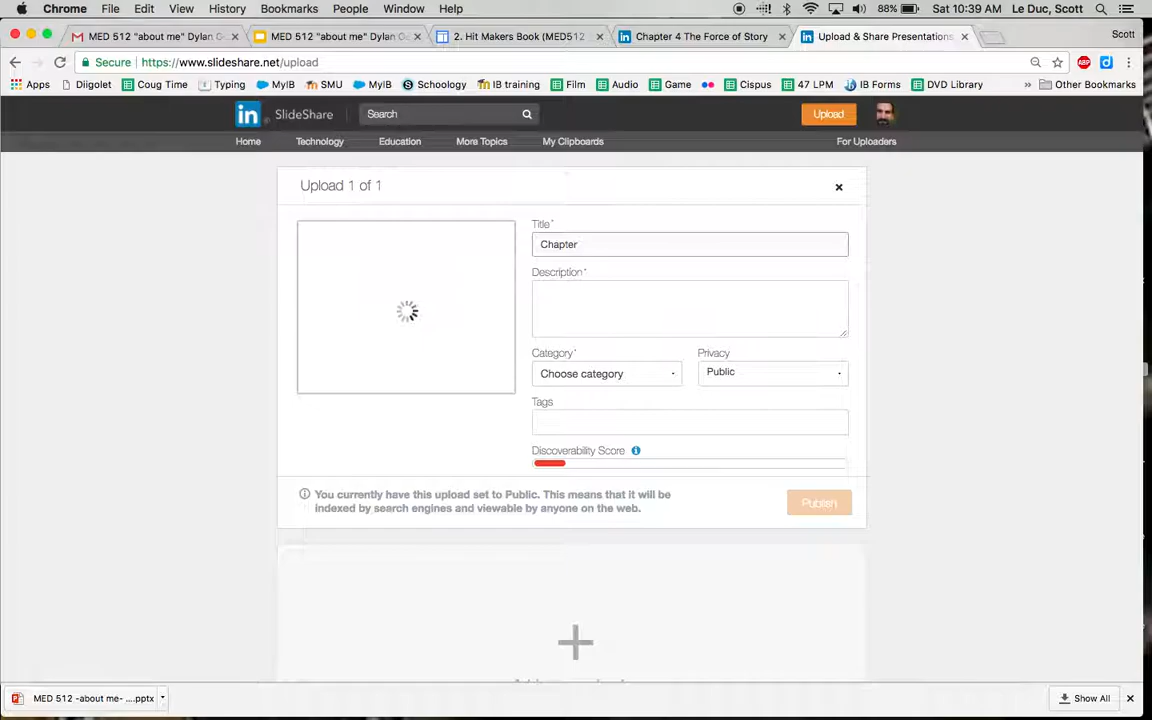 Chrome File Edit View History Bookmarks People Window Help 88% Sat 10:39 AM Le Duc, Scott
MED 512 "about me" Dylan G MED 512 "about me" Dylan Ge 2. Hit Makers Book (MED512 Chapter 4 The Force of Story Upload & Share Presentations Scott
Secure https://www.slideshare.net/upload ABP
Apps Diigolet Coug Time Typing MyIB SMU MyIB Schoology IB training Film Audio Game Cispus 47 LPM IB Forms DVD Library » Other Bookmarks
in SlideShare Search Upload
Home Technology Education More Topics My Clipboards For Uploaders
Upload 1 of 1
Title*
Chapter
Description*
Category* Privacy
Choose category Public
Tags
Discoverability Score
You currently have this upload set to Public. This means that it will be
indexed by search engines and viewable by anyone on the web.
Publish
MED 512 -about me- ....pptx Show All